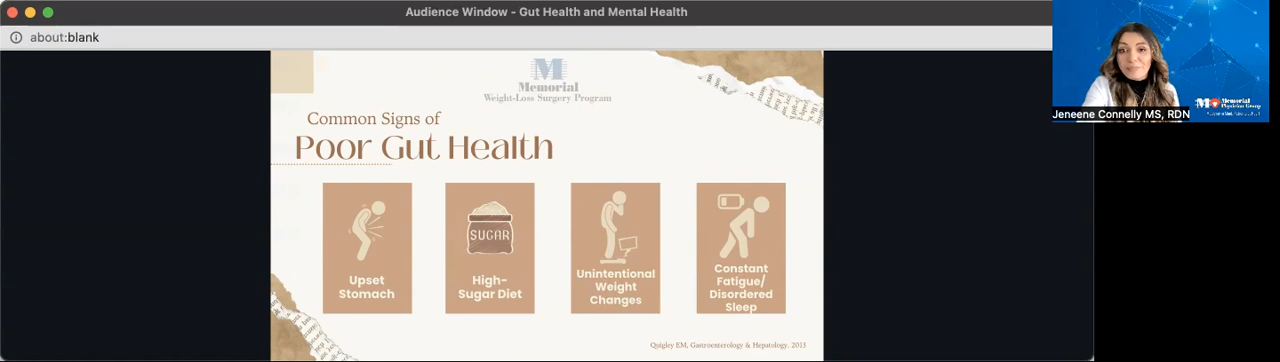 Audience Window - Gut Health and Mental Health
about:blank
M
Memorial
Weight-Loss Surgery Program
Common Signs of
Poor Gut Health
SUGAR
Upset
Stomach
High-
Sugar Diet
Unintentional
Weight
Changes
Constant
Fatigue/
Disordered
Sleep
Quigley EM, Gastroenterology & Hepatology, 2013
Memorial
Physician Group
Jeneene Connelly MS, RDN